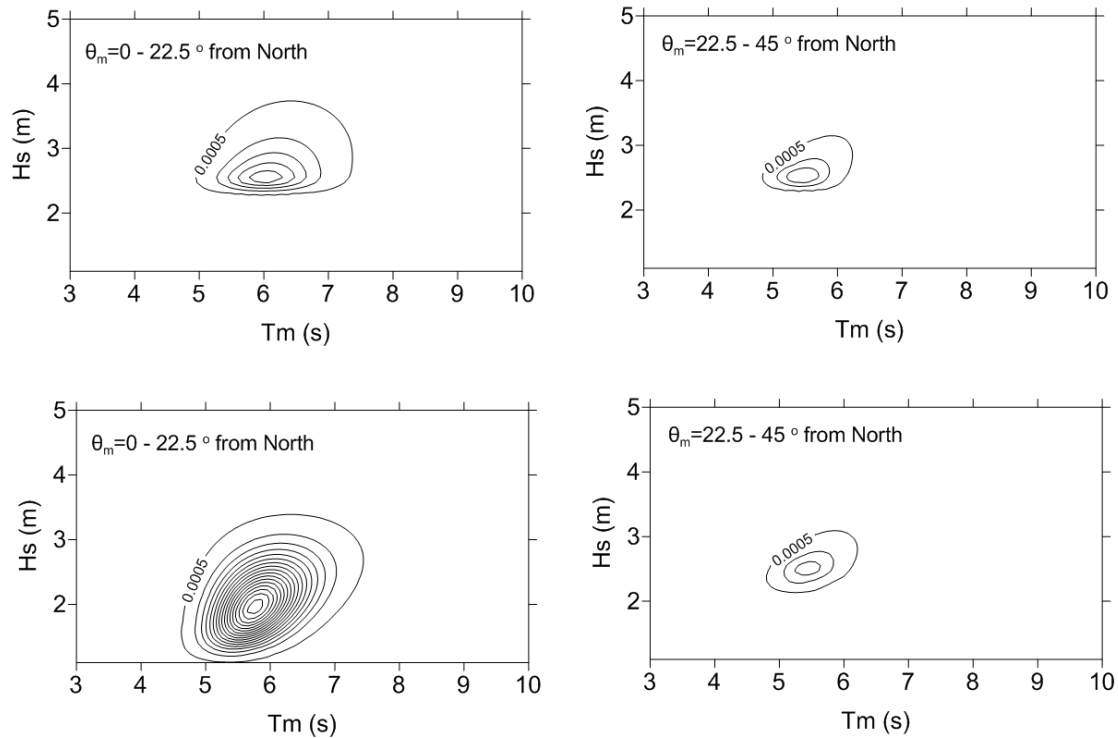 5
θm=0 - 22.5 o from North
4
Hs (m)
3
0.0005
2
3 4 5 6 7 8 9 10
Tm (s)
5
θm=22.5 - 45 o from North
4
Hs (m)
3
0.0005
2
3 4 5 6 7 8 9 10
Tm (s)
5
θm=0 - 22.5 o from North
4
Hs (m)
3
0.0005
2
3 4 5 6 7 8 9 10
Tm (s)
5
θm=22.5 - 45 o from North
4
Hs (m)
3
0.0005
2
3 4 5 6 7 8 9 10
Tm (s)